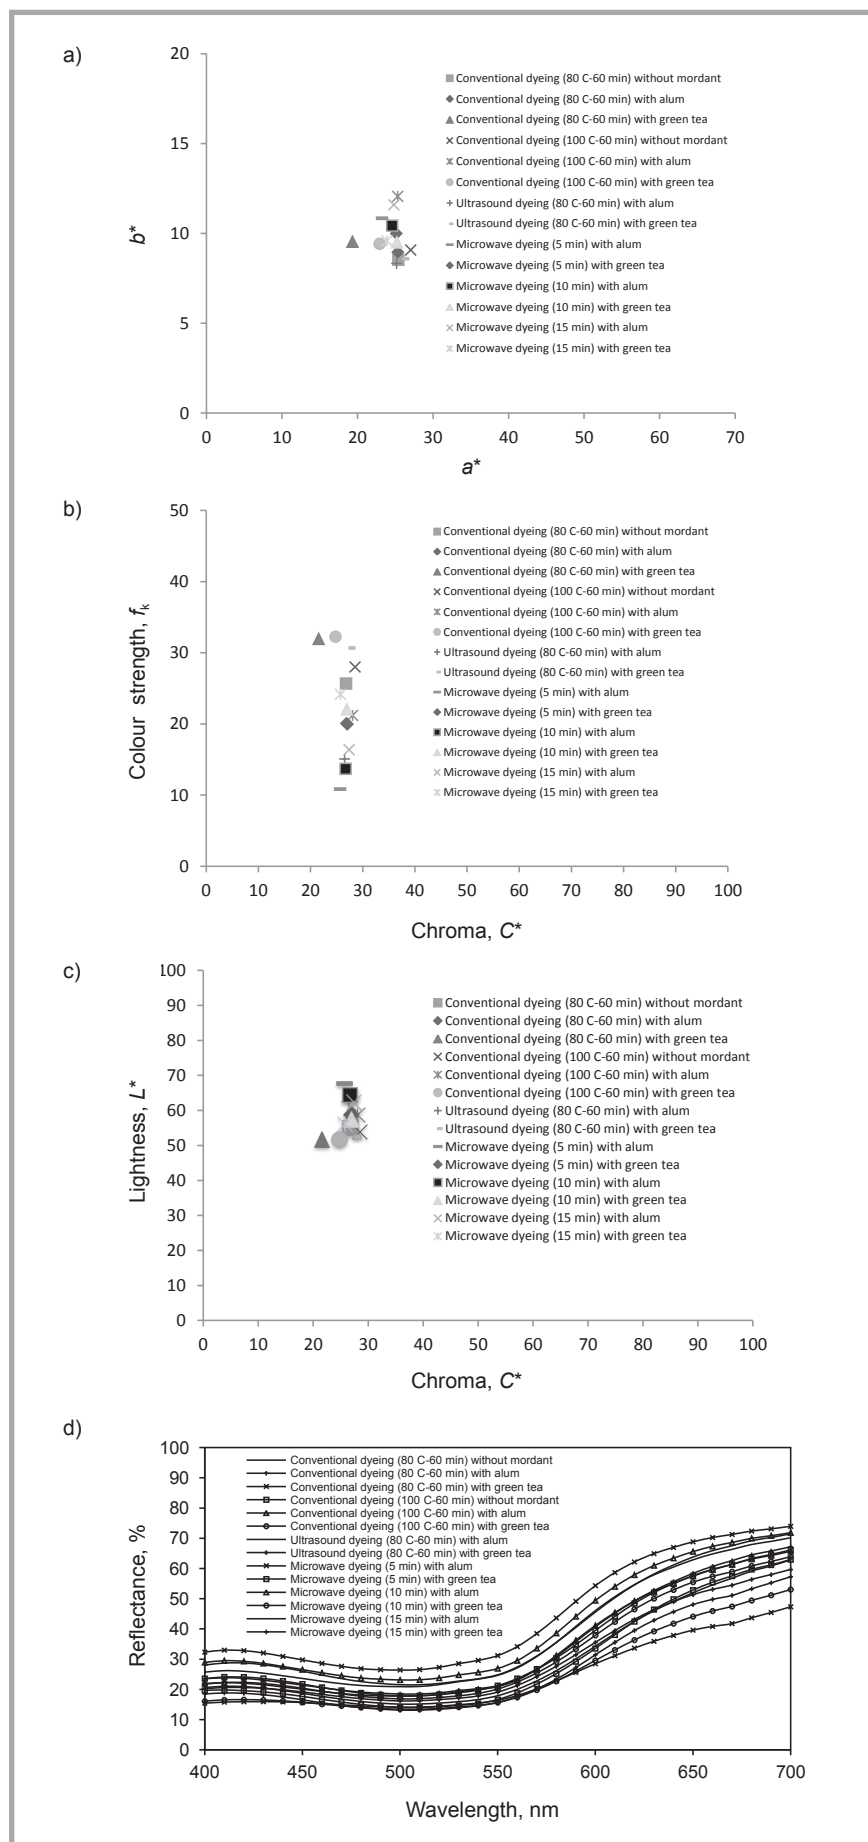 a)
20
15
10
5
0
b*
0 10 20 30 40 50 60 70
a*
Conventional dyeing (80 C-60 min) without mordant
Conventional dyeing (80 C-60 min) with alum
Conventional dyeing (80 C-60 min) with green tea
Conventional dyeing (100 C-60 min) without mordant
Conventional dyeing (100 C-60 min) with alum
Conventional dyeing (100 C-60 min) with green tea
Ultrasound dyeing (80 C-60 min) with alum
Ultrasound dyeing (80 C-60 min) with green tea
Microwave dyeing (5 min) with alum
Microwave dyeing (5 min) with green tea
Microwave dyeing (10 min) with alum
Microwave dyeing (10 min) with green tea
Microwave dyeing (15 min) with alum
Microwave dyeing (15 min) with green tea
b)
50
40
30
20
10
0
Colour strength, fk
0 10 20 30 40 50 60 70 80 90 100
Chroma, C*
Conventional dyeing (80 C-60 min) without mordant
Conventional dyeing (80 C-60 min) with alum
Conventional dyeing (80 C-60 min) with green tea
Conventional dyeing (100 C-60 min) without mordant
Conventional dyeing (100 C-60 min) with alum
Conventional dyeing (100 C-60 min) with green tea
Ultrasound dyeing (80 C-60 min) with alum
Ultrasound dyeing (80 C-60 min) with green tea
Microwave dyeing (5 min) with alum
Microwave dyeing (5 min) with green tea
Microwave dyeing (10 min) with alum
Microwave dyeing (10 min) with green tea
Microwave dyeing (15 min) with alum
Microwave dyeing (15 min) with green tea
c)
100
90
80
70
60
50
40
30
20
10
0
Lightness, L*
0 10 20 30 40 50 60 70 80 90 100
Chroma, C*
Conventional dyeing (80 C-60 min) without mordant
Conventional dyeing (80 C-60 min) with alum
Conventional dyeing (80 C-60 min) with green tea
Conventional dyeing (100 C-60 min) without mordant
Conventional dyeing (100 C-60 min) with alum
Conventional dyeing (100 C-60 min) with green tea
Ultrasound dyeing (80 C-60 min) with alum
Ultrasound dyeing (80 C-60 min) with green tea
Microwave dyeing (5 min) with alum
Microwave dyeing (5 min) with green tea
Microwave dyeing (10 min) with alum
Microwave dyeing (10 min) with green tea
Microwave dyeing (15 min) with alum
Microwave dyeing (15 min) with green tea
d)
100
90
80
70
60
50
40
30
20
10
0
Reflectance, %
Conventional dyeing (80 C-60 min) without mordant
Conventional dyeing (80 C-60 min) with alum
Conventional dyeing (80 C-60 min) with green tea
Conventional dyeing (100 C-60 min) without mordant
Conventional dyeing (100 C-60 min) with alum
Conventional dyeing (100 C-60 min) with green tea
Ultrasound dyeing (80 C-60 min) with alum
Ultrasound dyeing (80 C-60 min) with green tea
Microwave dyeing (5 min) with alum
Microwave dyeing (5 min) with green tea
Microwave dyeing (10 min) with alum
Microwave dyeing (10 min) with green tea
Microwave dyeing (15 min) with alum
Microwave dyeing (15 min) with green tea
400 450 500 550 600 650 700
Wavelength, nm